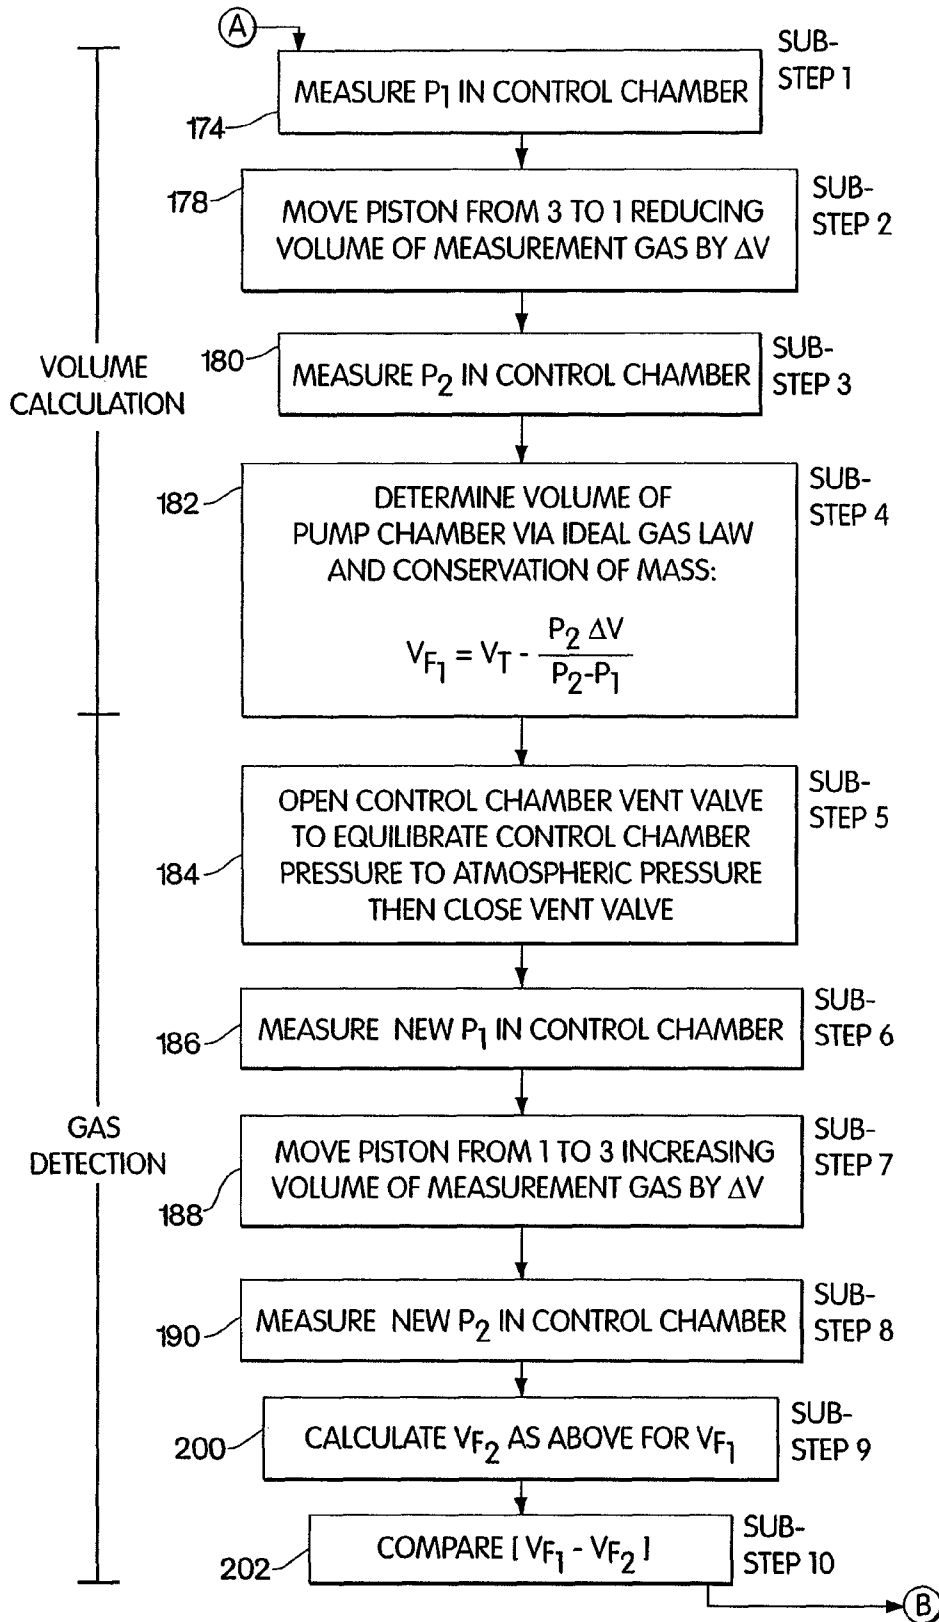 A
SUB-
STEP 1
MEASURE P1 IN CONTROL CHAMBER
174
SUB-
STEP 2
178
MOVE PISTON FROM 3 TO 1 REDUCING
VOLUME OF MEASUREMENT GAS BY ΔV
SUB-
STEP 3
180
MEASURE P2 IN CONTROL CHAMBER
VOLUME
CALCULATION
SUB-
STEP 4
182
DETERMINE VOLUME OF
PUMP CHAMBER VIA IDEAL GAS LAW
AND CONSERVATION OF MASS:
VF1 = VT - P2 ΔV / P2-P1
SUB-
STEP 5
OPEN CONTROL CHAMBER VENT VALVE
TO EQUILIBRATE CONTROL CHAMBER
PRESSURE TO ATMOSPHERIC PRESSURE
THEN CLOSE VENT VALVE
184
SUB-
STEP 6
MEASURE NEW P1 IN CONTROL CHAMBER
186
GAS
DETECTION
SUB-
STEP 7
MOVE PISTON FROM 1 TO 3 INCREASING
VOLUME OF MEASUREMENT GAS BY ΔV
188
SUB-
STEP 8
MEASURE NEW P2 IN CONTROL CHAMBER
190
SUB-
STEP 9
CALCULATE VF2 AS ABOVE FOR VF1
200
SUB-
STEP 10
COMPARE [ VF1 - VF2 ]
202
B